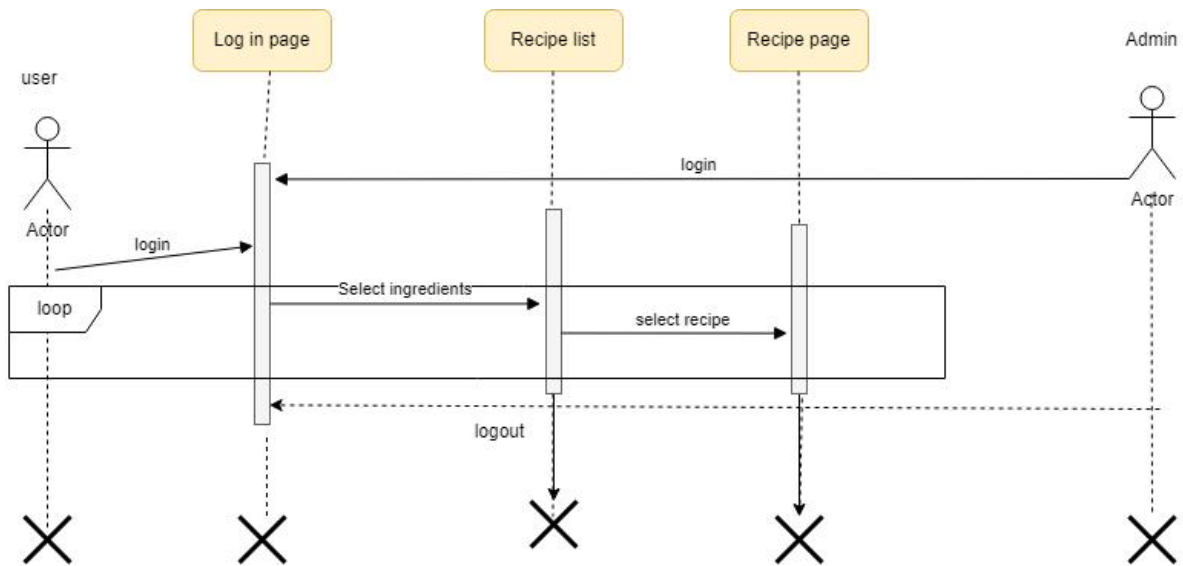 Log in page
Recipe list
Recipe page
Admin
user
login
Actor
Actor
login
Select ingredients
loop
select recipe
logout